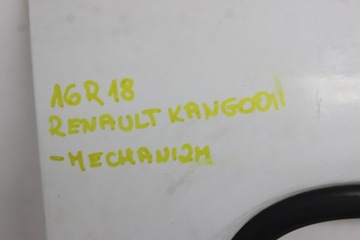 AGR18
RENAULT KANGOO II
-MECHANIZM